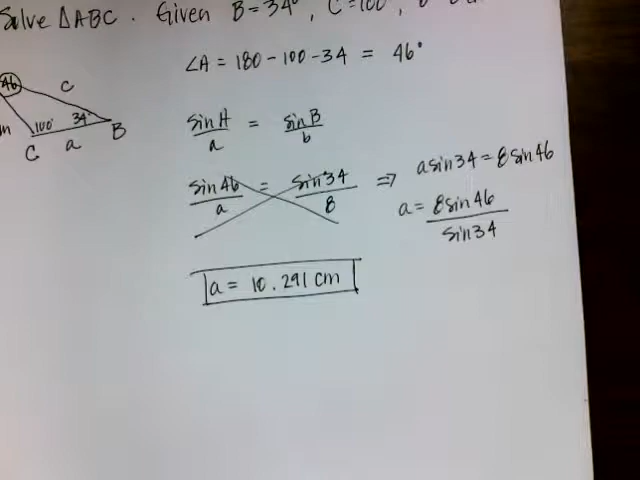 Solve △ABC. Given B=34°, C=100°,
∠A = 180-100-34 = 46°
46 c
100° 34° B
C a
sin A / a = sin B / b
sin 46 / a = sin 34 / 8 ⇒ a sin 34 = 8 sin 46
a = 8 sin 46 / sin 34
a = 10.291 cm